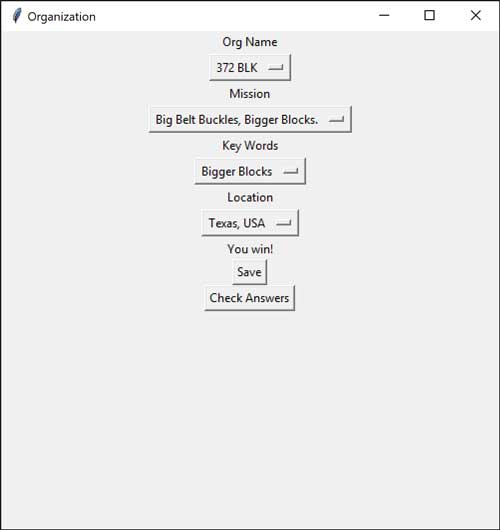 Organization
Org Name
372 BLK
Mission
Big Belt Buckles, Bigger Blocks.
Key Words
Bigger Blocks
Location
Texas, USA
You win!
Save
Check Answers